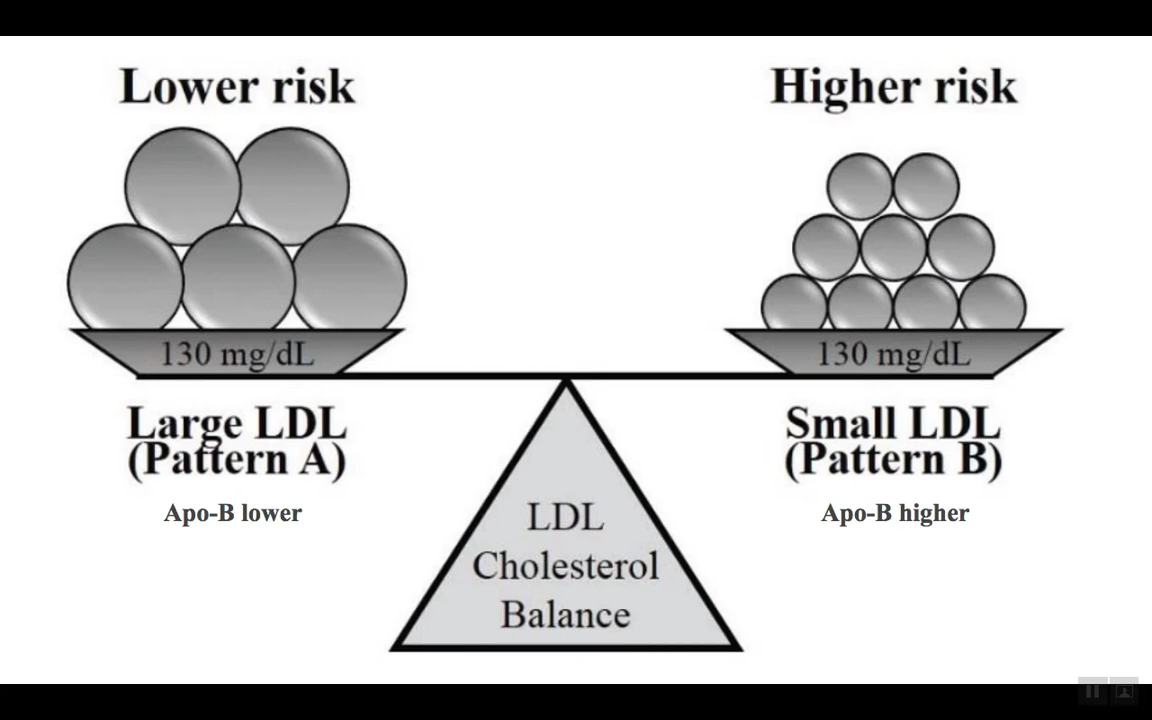 Lower risk
Higher risk
130 mg/dL
130 mg/dL
Large LDL
(Pattern A)
Small LDL
(Pattern B)
Apo-B lower
Apo-B higher
LDL
Cholesterol
Balance